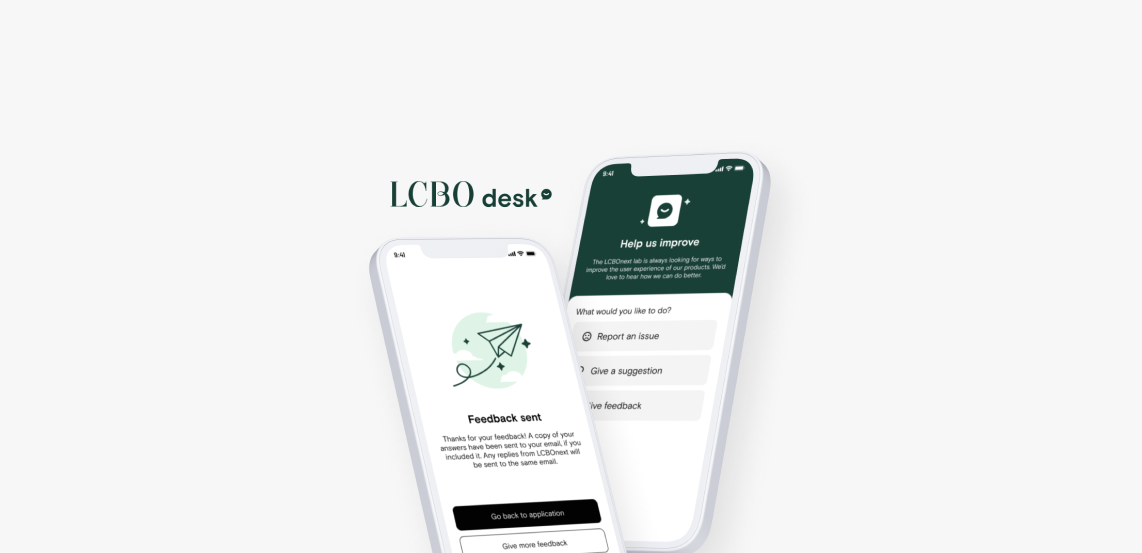 LCBO desk
9:41
Help us improve
The LCBOnext lab is always looking for ways to
improve the user experience of our products. We'd
love to hear how we can do better.
What would you like to do?
Report an issue
Give a suggestion
feedback
9:41
Feedback sent
Thanks for your feedback! A copy of your
answers have been sent to your email, if you
included it. Any replies from LCBOnext will
be sent to the same email.
Go back to application
Give more feedback